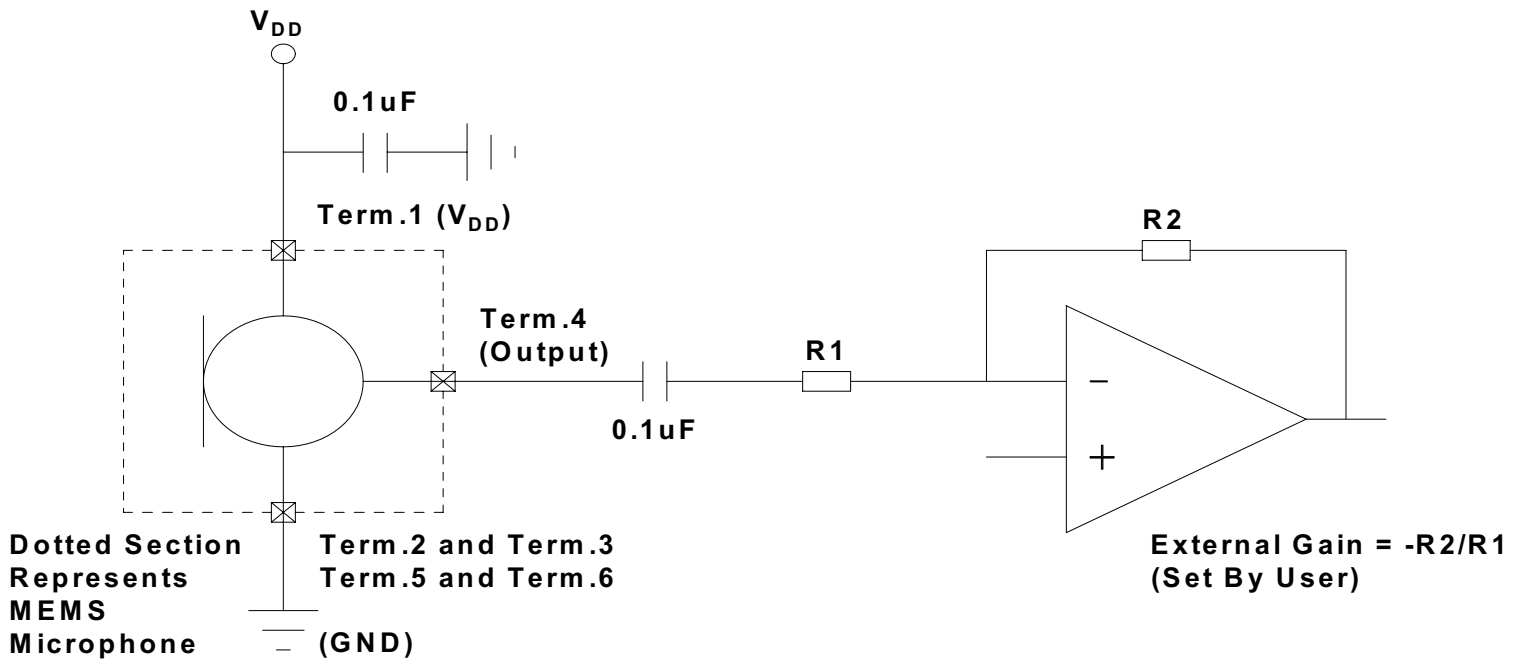 VDD
0.1uF
Term.1 (VDD)
R2
Term.4
(Output)
R1
0.1uF
-
+
Dotted Section
Represents
MEMS
Microphone
Term.2 and Term.3
Term.5 and Term.6
(GND)
External Gain = -R2/R1
(Set By User)